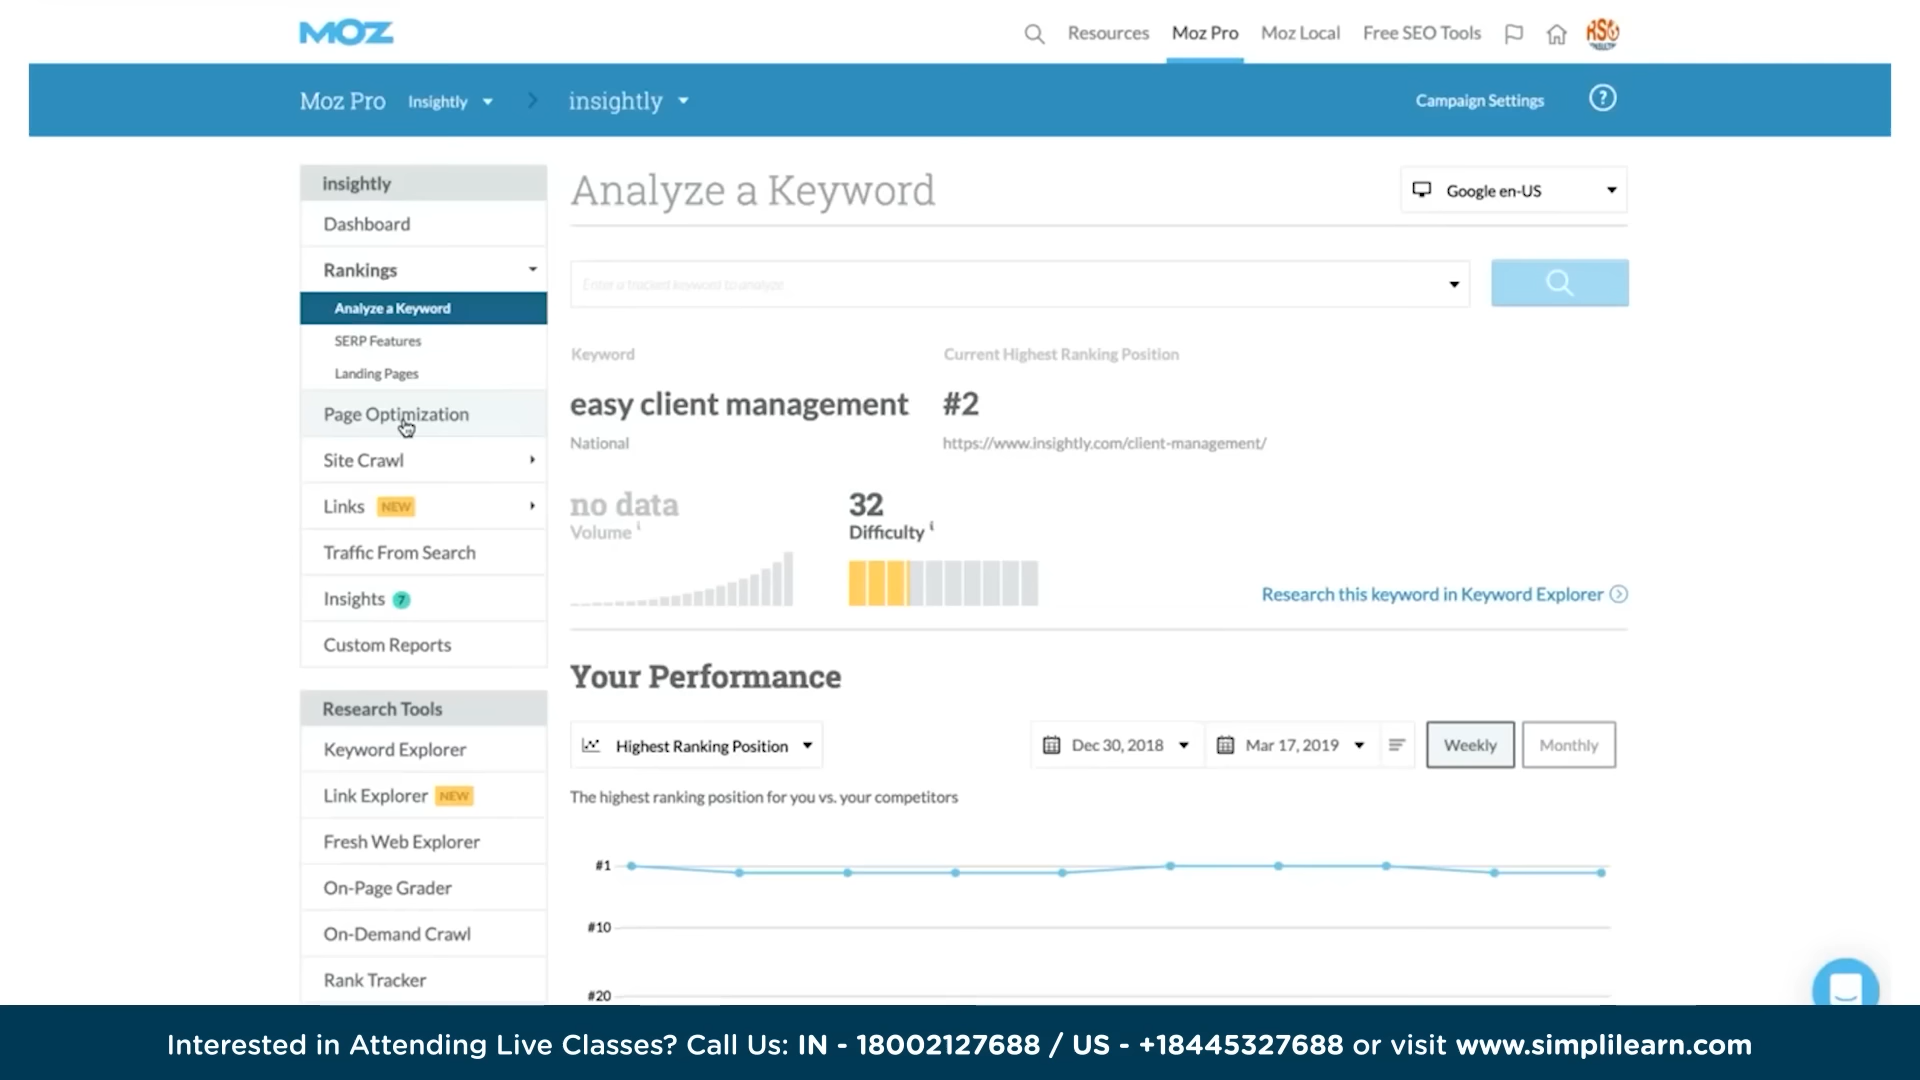 MOZ
Resources
Moz Pro
Moz Local
Free SEO Tools
RSO
Moz Pro
Insightly
insightly
Campaign Settings
?
insightly
Dashboard
Rankings
Analyze a Keyword
SERP Features
Landing Pages
Page Optimization
Site Crawl
Links NEW
Traffic From Search
Insights 7
Custom Reports
Research Tools
Keyword Explorer
Link Explorer NEW
Fresh Web Explorer
On-Page Grader
On-Demand Crawl
Rank Tracker
Analyze a Keyword
Google en-US
Enter a tracked keyword to analyze
Keyword
Current Highest Ranking Position
easy client management
#2
National
https://www.insightly.com/client-management/
no data
Volume i
32
Difficulty i
Research this keyword in Keyword Explorer
Your Performance
Highest Ranking Position
Dec 30, 2018
Mar 17, 2019
Weekly
Monthly
The highest ranking position for you vs. your competitors
#1
#10
#20
Interested in Attending Live Classes? Call Us: IN - 18002127688 / US - +18445327688 or visit www.simplilearn.com